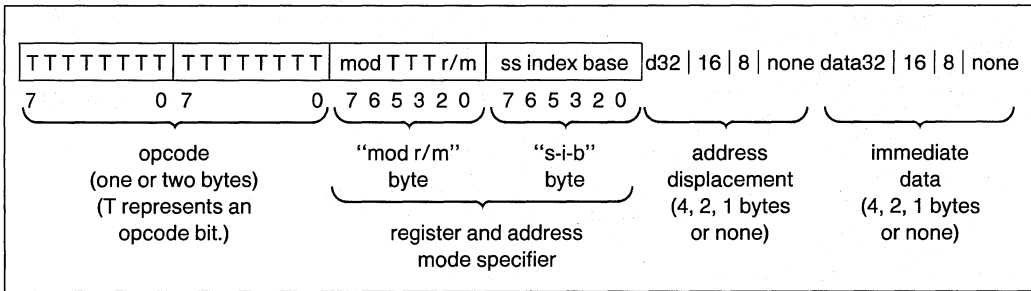 TTTTTTTT TTTTTTTT mod TTT r/m ss index base d32 | 16 | 8 | none data32 | 16 | 8 | none
7 0 7 0 7 6 5 3 2 0 7 6 5 3 2 0
opcode
(one or two bytes)
(T represents an
opcode bit.)
“mod r/m”
byte
“s-i-b”
byte
register and address
mode specifier
address
displacement
(4, 2, 1 bytes
or none)
immediate
data
(4, 2, 1 bytes
or none)